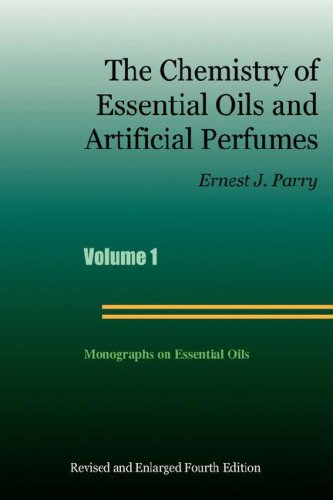 The Chemistry of
Essential Oils and
Artificial Perfumes
Ernest J. Parry
Volume 1
Monographs on Essential Oils
Revised and Enlarged Fourth Edition